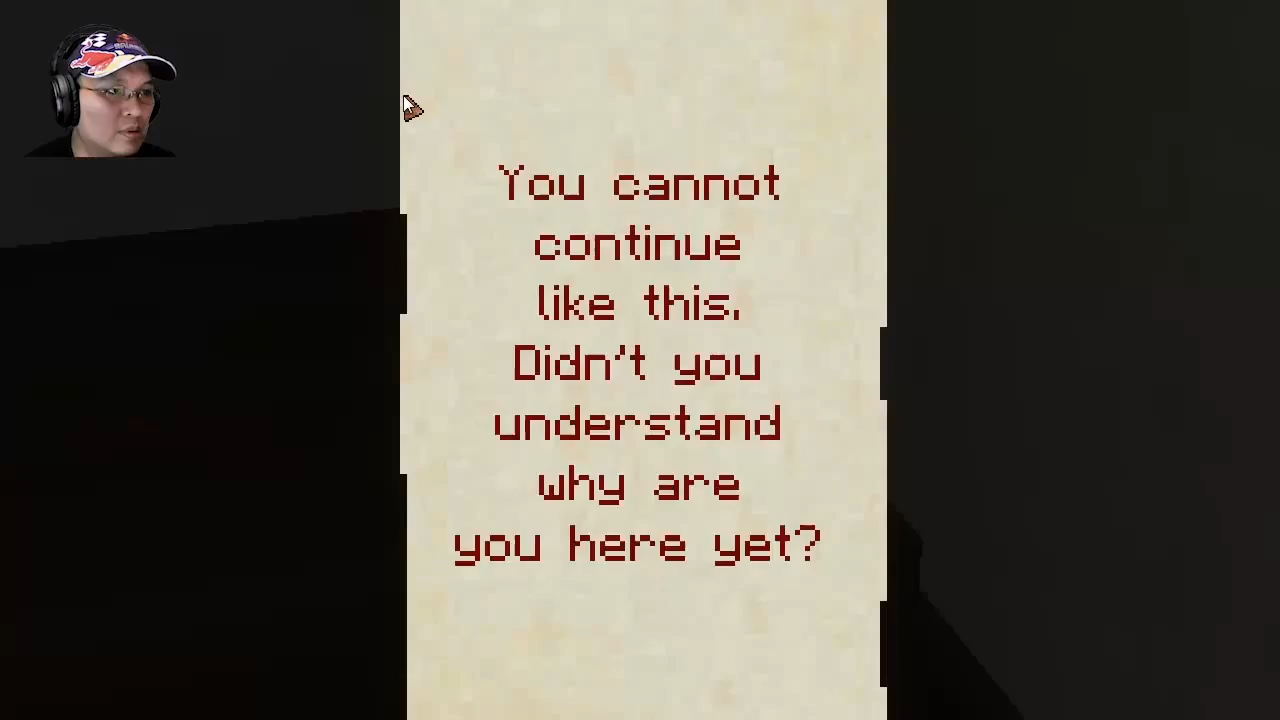 You cannot
continue
like this.
Didn't you
understand
why are
you here yet?